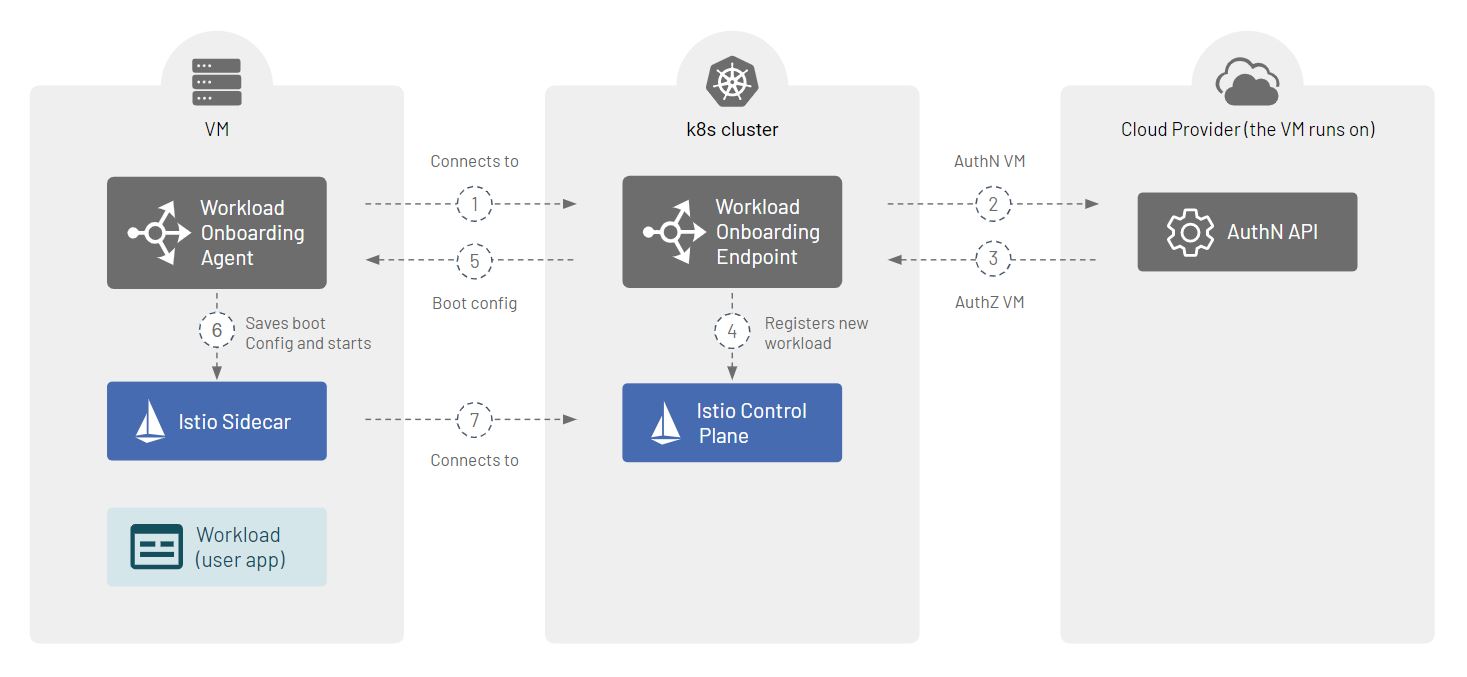 VM
Workload
Onboarding
Agent
6
Saves boot
Config and starts
Istio Sidecar
Workload
(user app)
Connects to
1
5
Boot config
7
Connects to
k8s cluster
Workload
Onboarding
Endpoint
4
Registers new
workload
Istio Control
Plane
AuthN VM
2
3
AuthZ VM
Cloud Provider (the VM runs on)
AuthN API